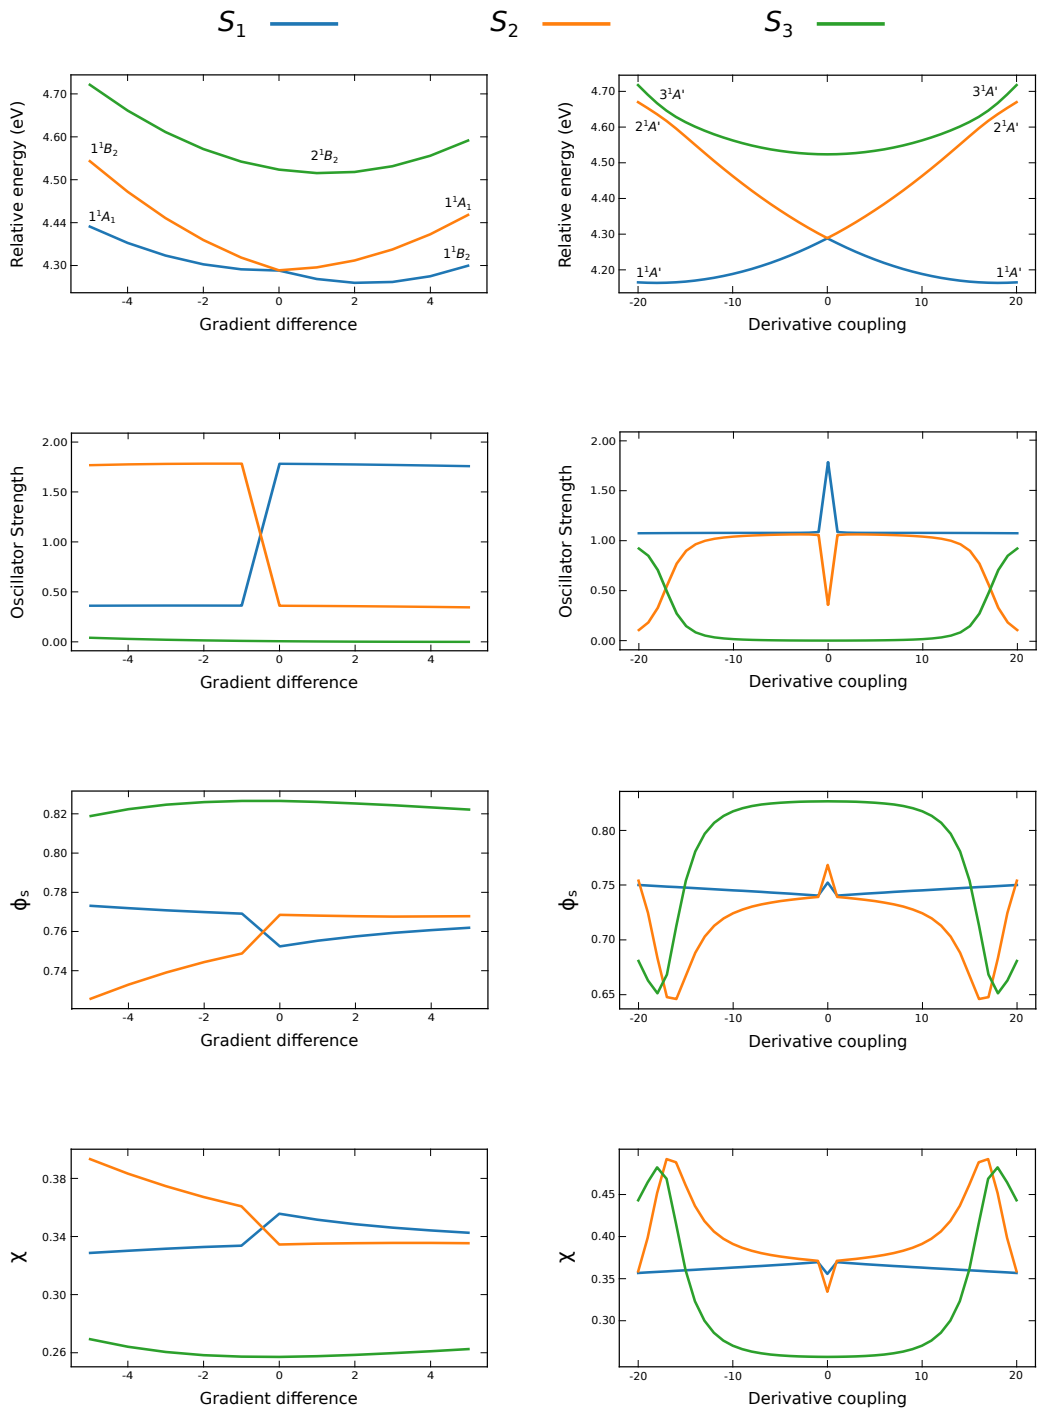 S₁ S₂ S₃
4.70
4.60
4.50
4.44
4.30
Relative energy (eV)
1¹B₂
1¹A₁
2¹B₂
1¹A₁
1¹B₂
-4 -2 0 2 4
Gradient difference
4.70
4.60
4.50
4.30
4.20
Relative energy (eV)
3¹A'
2¹A'
1¹A'
3¹A'
2¹A'
1¹A'
-20 -10 0 10 20
Derivative coupling
2.00
1.50
1.00
0.50
0.00
Oscillator Strength
-4 -2 0 2 4
Gradient difference
2.00
1.50
1.00
0.50
0.00
Oscillator Strength
-20 -10 0 10 20
Derivative coupling
0.82
0.80
0.78
0.76
0.74
ϕₛ
-4 -2 0 2 4
Gradient difference
0.80
0.75
0.70
0.65
ϕₛ
-20 -10 0 10 20
Derivative coupling
0.38
0.34
0.30
0.26
χ
-4 -2 0 2 4
Gradient difference
0.45
0.40
0.35
0.30
χ
-20 -10 0 10 20
Derivative coupling